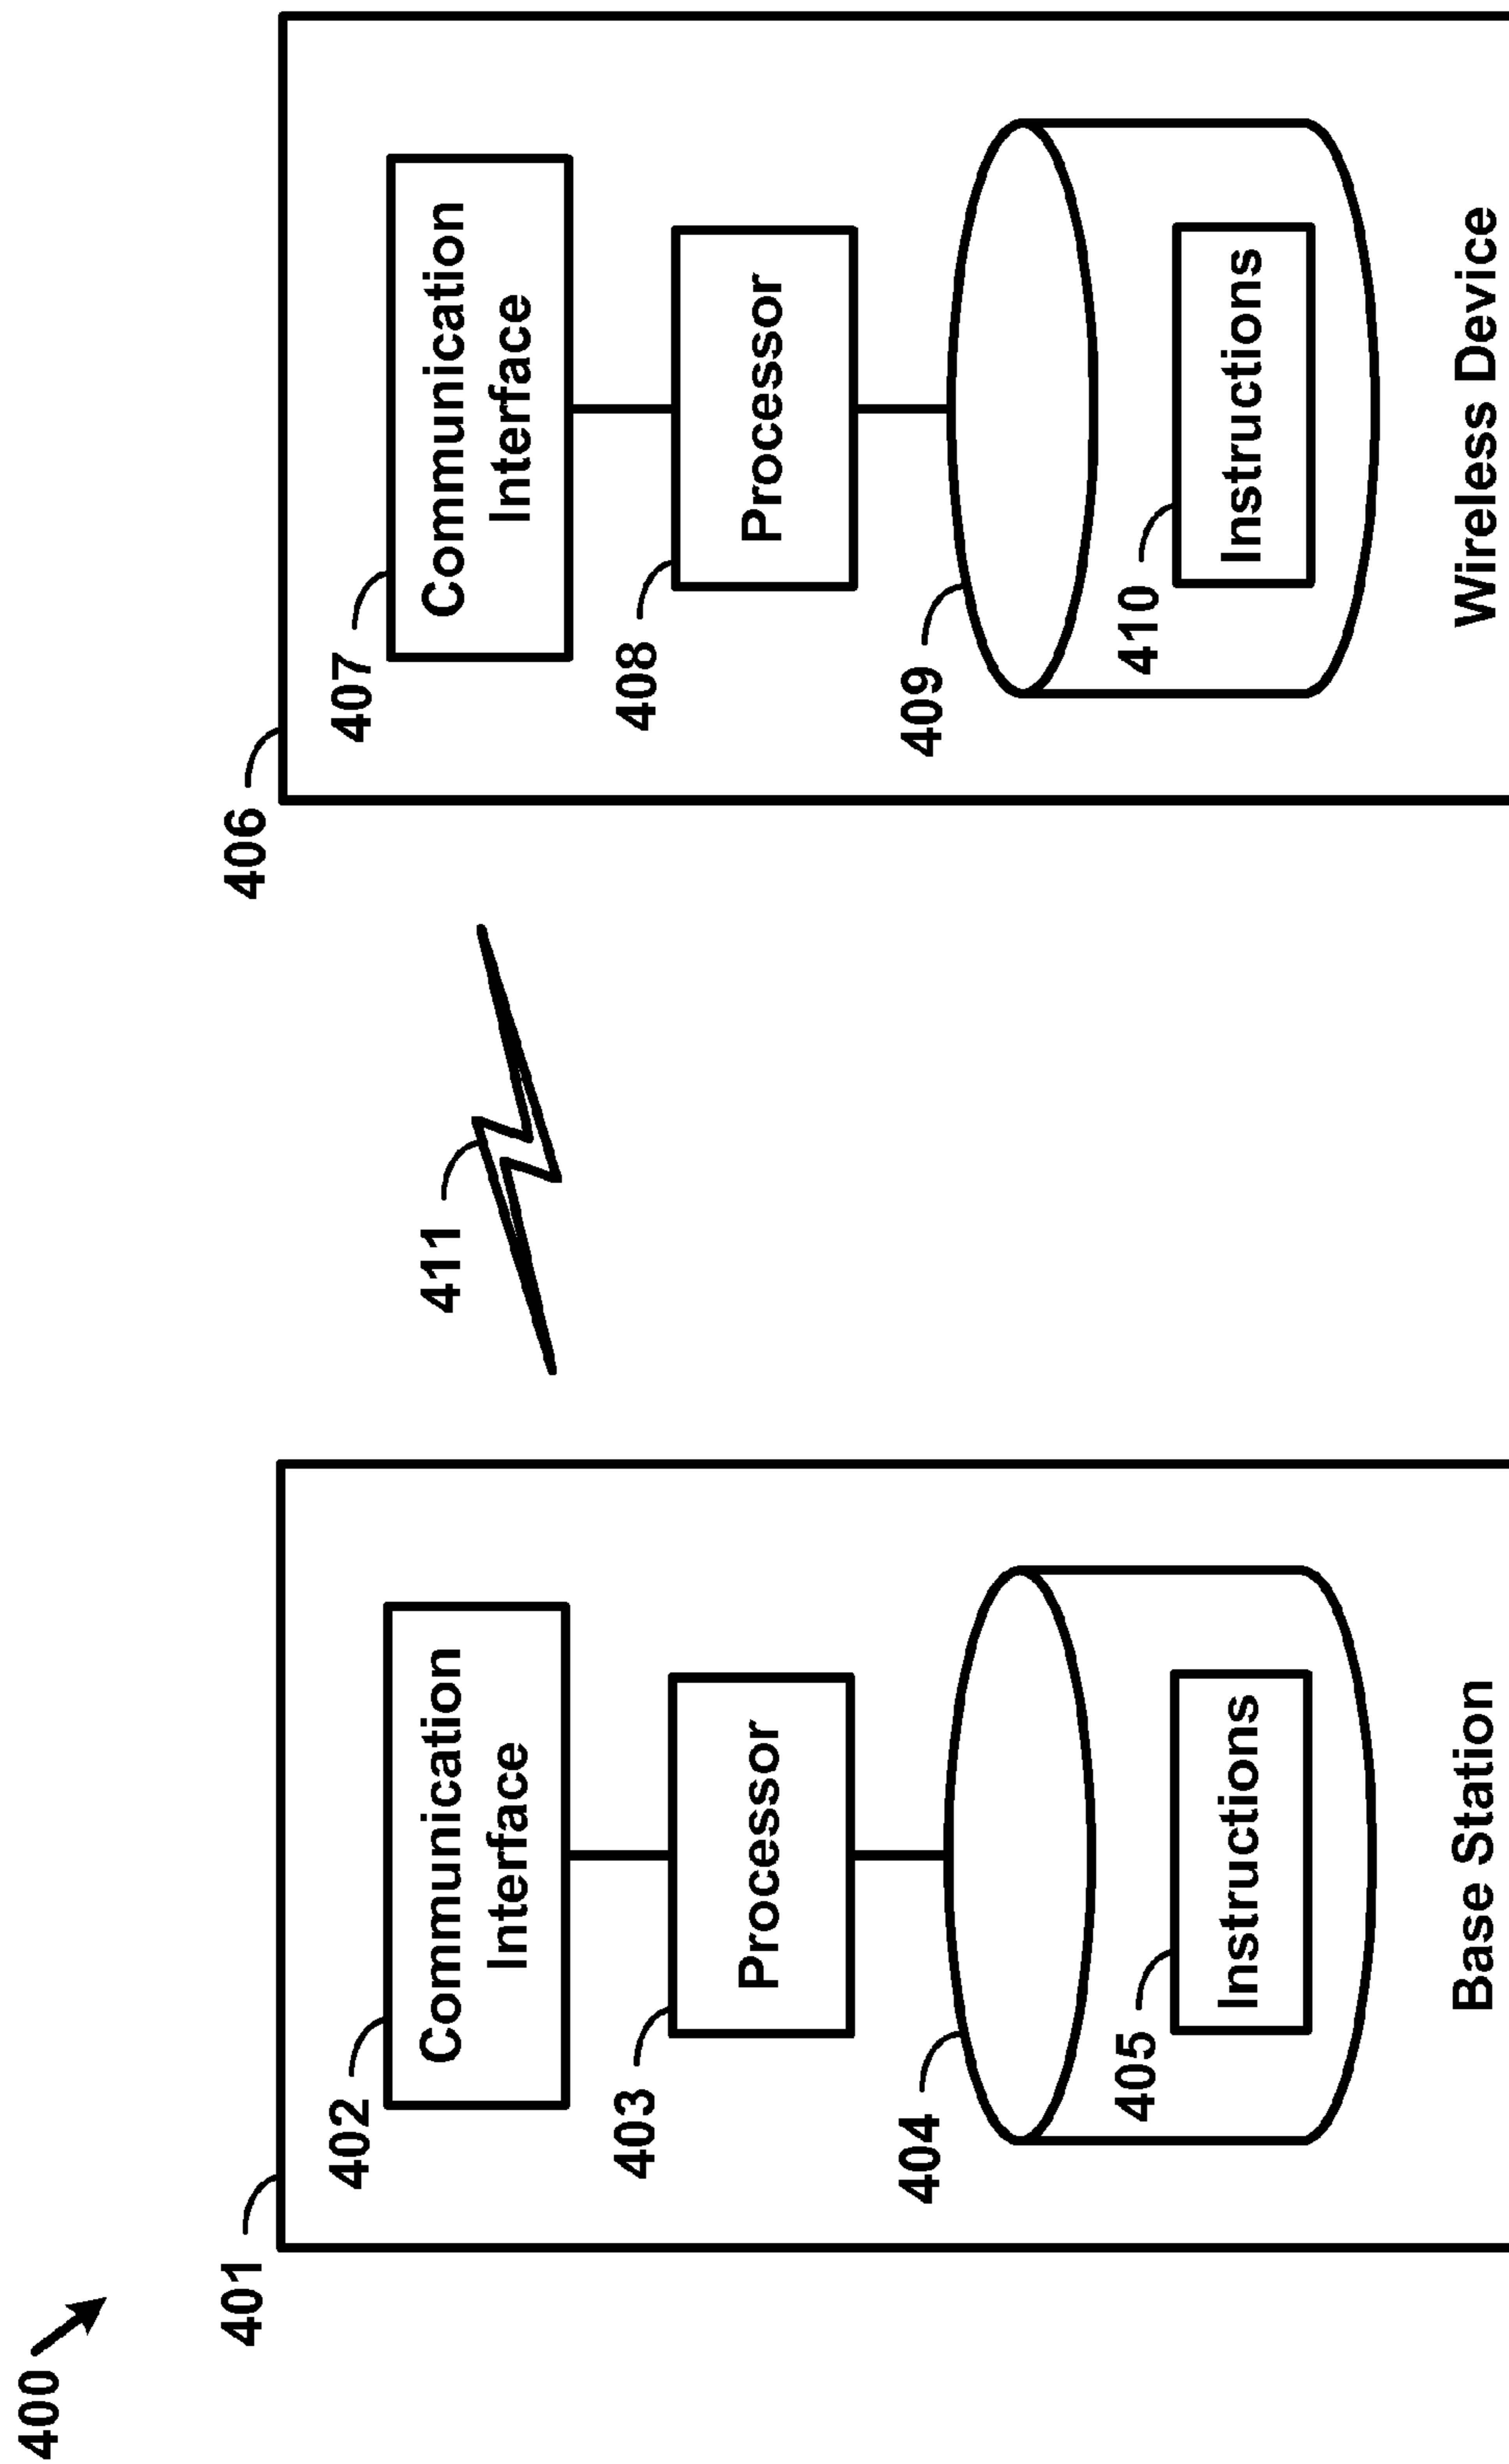 400
401
402
Communication
Interface
403
Processor
404
405
Instructions
Base Station
411
406
407
Communication
Interface
408
Processor
409
410
Instructions
Wireless Device